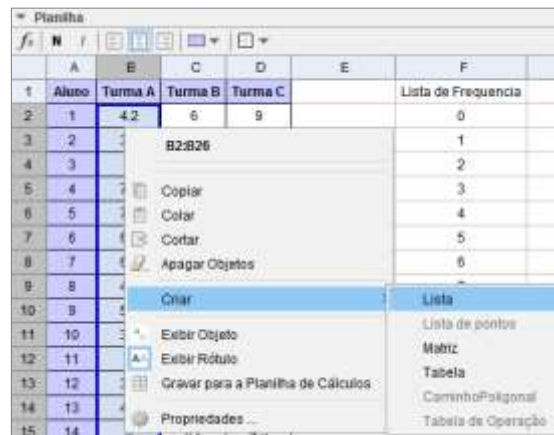 Planilha
fx N I
A B C D E F
1 Aluno Turma A Turma B Turma C Lista de Frequencia
2 1 4.2 6 9 0
3 2 B2:B26 1
4 3 2
5 4 7 Copiar 3
6 5 7 Colar 4
7 6 Cortar 5
8 7 Apagar Objetos 6
9 8 Criar Lista
10 9 Lista de pontos
11 10 Exibir Objeto Matriz
12 11 Exibir Rótulo Tabela
13 12 Gravar para a Planilha de Cálculos CaminhoPoligonal
14 13 Propriedades ... Tabela de Operação
15 14